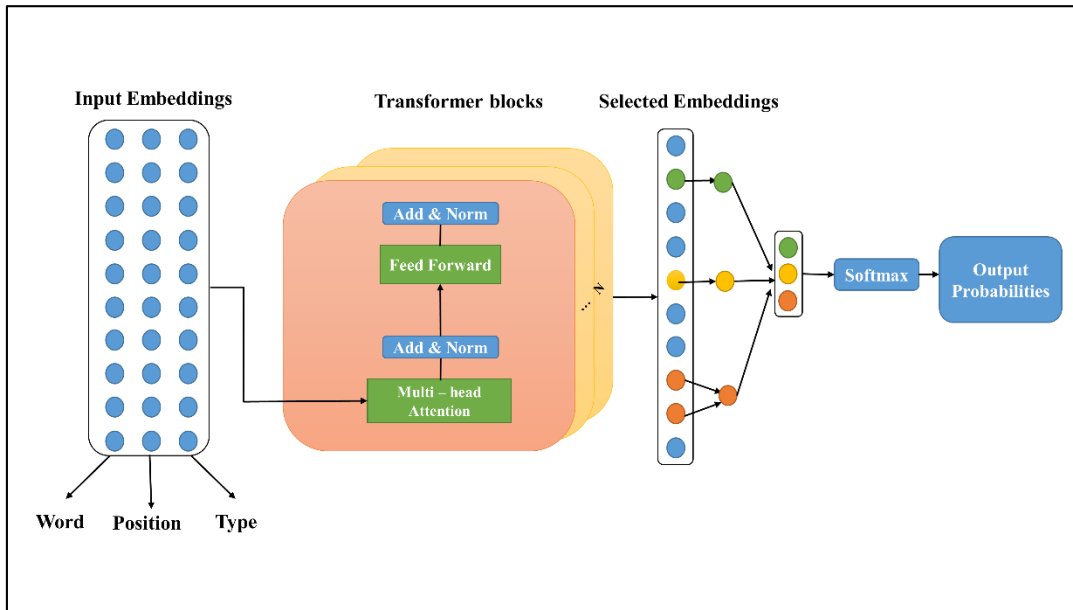 Input Embeddings
Transformer blocks
Selected Embeddings
Add & Norm
Feed Forward
Add & Norm
Multi – head
Attention
... N
Softmax
Output
Probabilities
Word
Position
Type